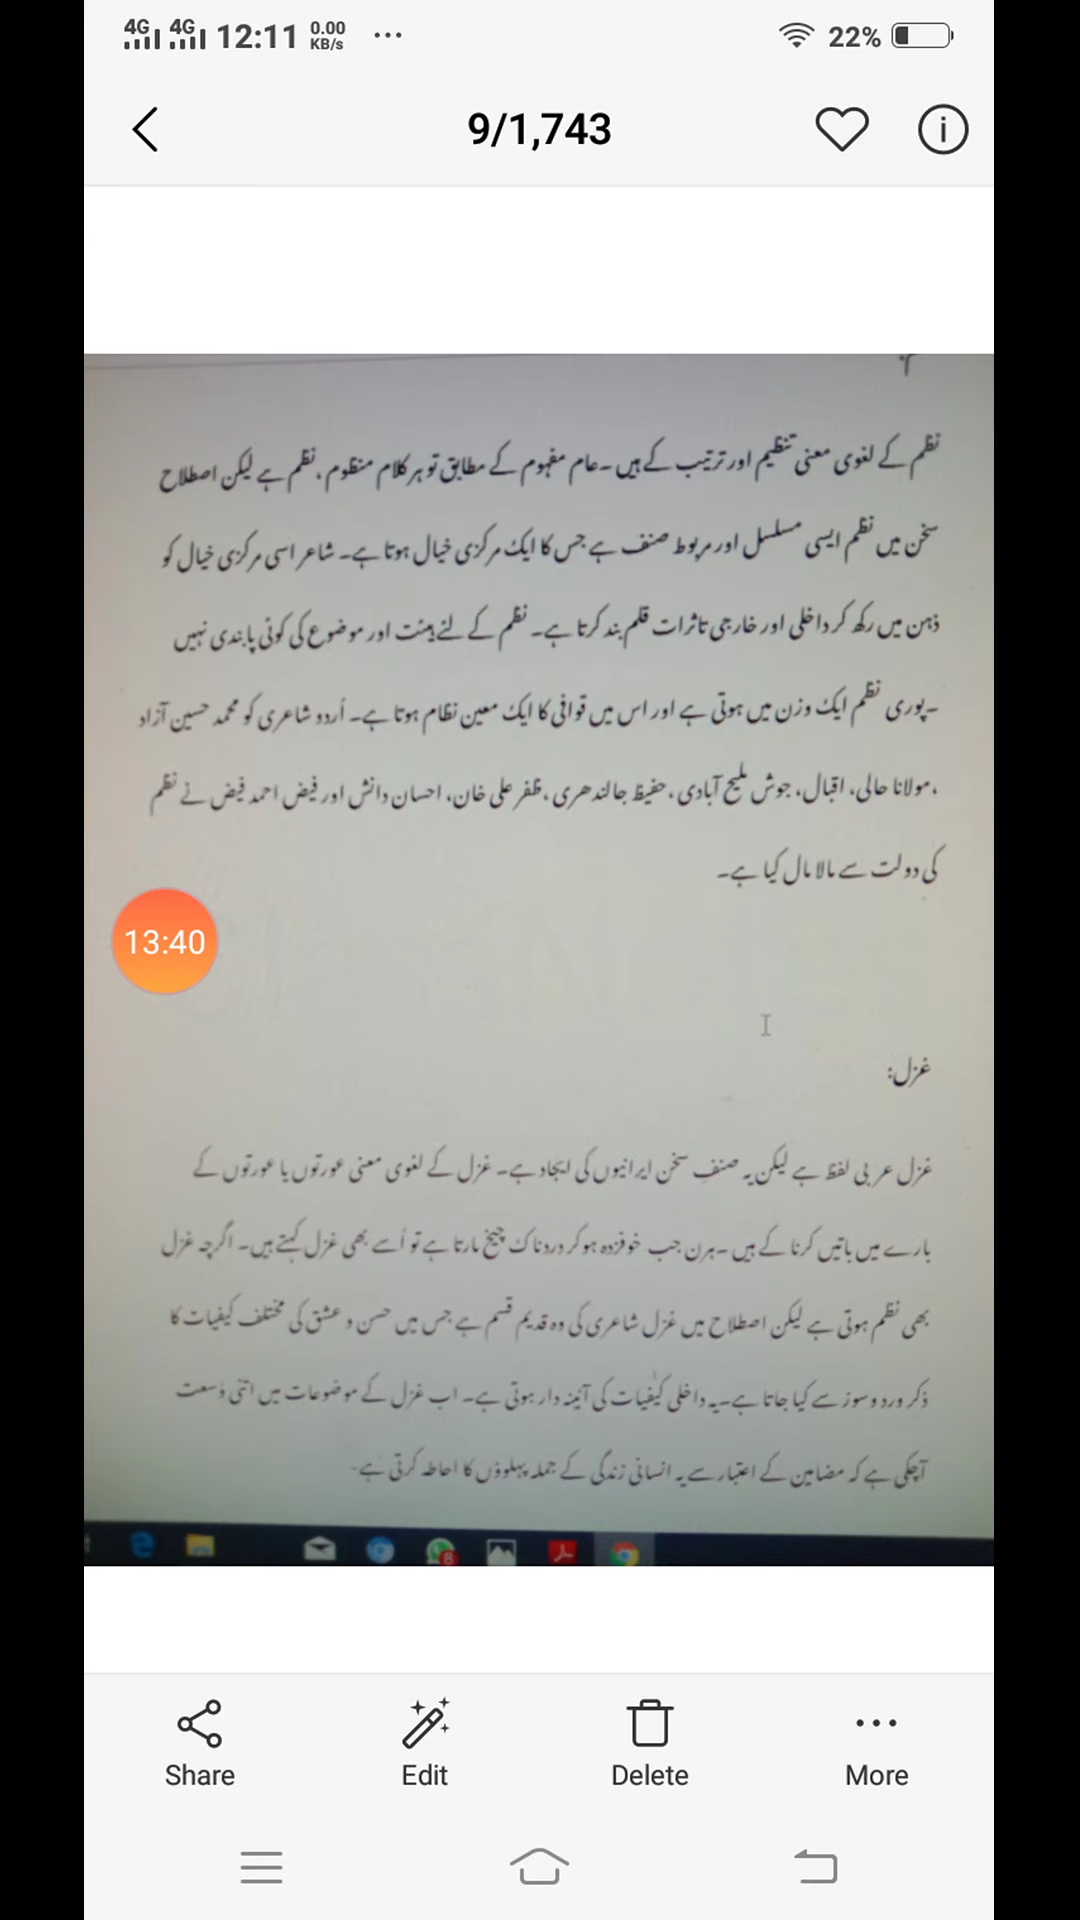 4G 4G 12:11 0.00 KB/s ... 22%
9/1,743
نظم کے لغوی معنی تنظیم اور ترتیب کے ہیں۔عام مفہوم کے مطابق تو ہر کلام منظوم ،نظم ہے لیکن اصطلاح
سخن میں نظم ایسی مسلسل اور مربوط صنف ہے جس کا ایک مرکزی خیال ہوتا ہے۔ شاعر اسی مرکزی خیال کو
ذہن میں رکھ کر داخلی اور خارجی تاثرات قلم بند کرتا ہے۔ نظم کے لئے ہیئت اور موضوع کی کوئی پابندی نہیں
۔پوری نظم ایک وزن میں ہوتی ہے اور اس میں قوافی کا ایک معین نظام ہوتا ہے۔ اُردو شاعری کو محمد حسین آزاد
،مولانا حالی، اقبال، جوش ملیح آبادی، حفیظ جالندھری ،ظفر علی خان، احسان دانش اور فیض احمد فیض نے نظم
کی دولت سے مالا مال کیا ہے۔
13:40
غزل:
غزل عربی لفظ ہے لیکن یہ صنفِ سخن ایرانیوں کی ایجاد ہے۔ غزل کے لغوی معنی عورتوں یا عورتوں کے
بارے میں باتیں کرنا کے ہیں ۔ہرن جب خوفزدہ ہو کر دردناک چیخ مارتا ہے تو اُسے بھی غزل کہتے ہیں۔ اگرچہ غزل
بھی نظم ہوتی ہے لیکن اصطلاح میں غزل شاعری کی وہ قدیم قسم ہے جس میں حسن و عشق کی مختلف کیفیات کا
ذکر ورد و سوز سے کیا جاتا ہے۔یہ داخلی کیفیات کی آئینہ دار ہوتی ہے۔ اب غزل کے موضوعات میں اتنی وُسعت
آچکی ہے کہ مضامین کے اعتبار سے یہ انسانی زندگی کے جملہ پہلوؤں کا احاطہ کرتی ہے۔
8
Share Edit Delete More